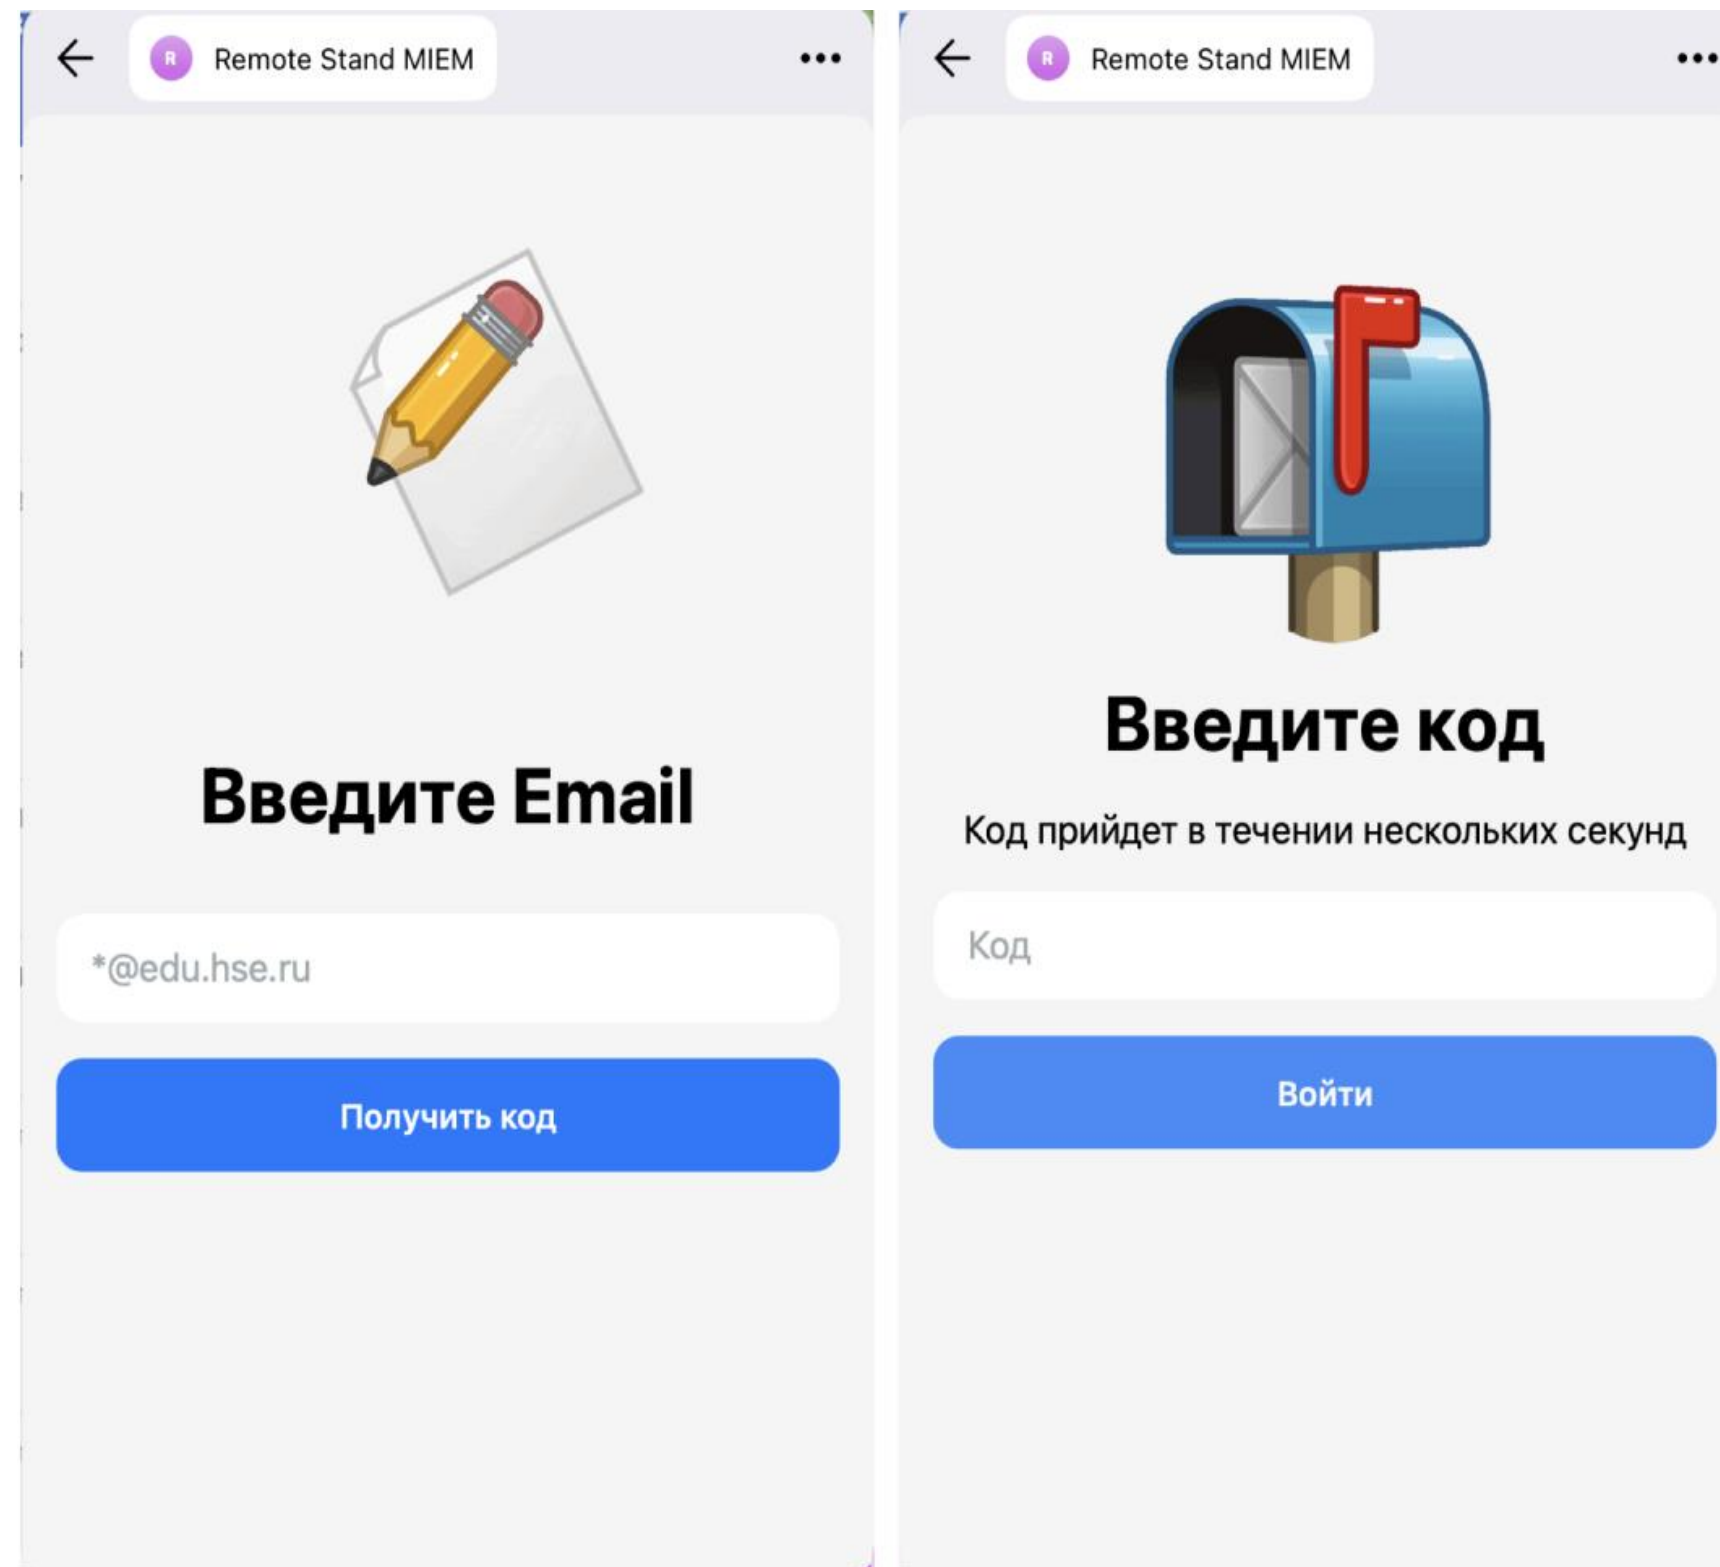 R Remote Stand MIEM
Введите Email
*@edu.hse.ru
Получить код
R Remote Stand MIEM
Введите код
Код прийдет в течении нескольких секунд
Код
Войти